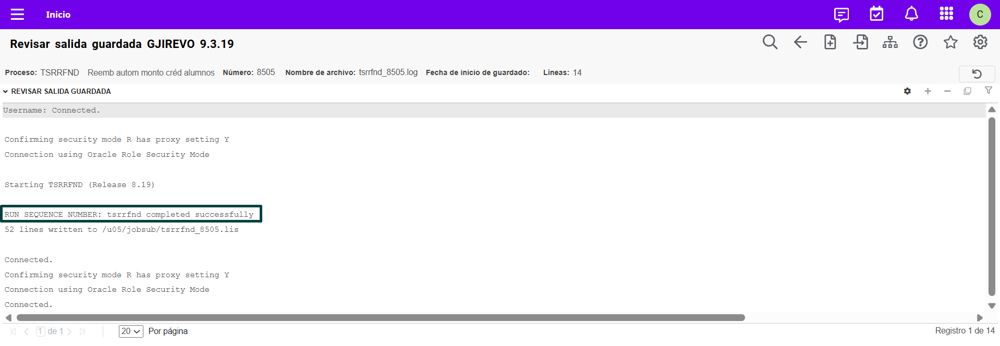 Inicio
C
Revisar salida guardada GJIREVO 9.3.19
Proceso: TSRRFND Reemb autom monto créd alumnos Número: 8505 Nombre de archivo: tsrrfnd_8505.log Fecha de inicio de guardado: Líneas: 14
REVISAR SALIDA GUARDADA
Username: Connected.
Confirming security mode R has proxy setting Y
Connection using Oracle Role Security Mode
Starting TSRRFND (Release 8.19)
RUN SEQUENCE NUMBER: tsrrfnd completed successfully
52 lines written to /u05/jobsub/tsrrfnd_8505.lis
Connected.
Confirming security mode R has proxy setting Y
Connection using Oracle Role Security Mode
Connected.
1 de 1 20 Por página Registro 1 de 14